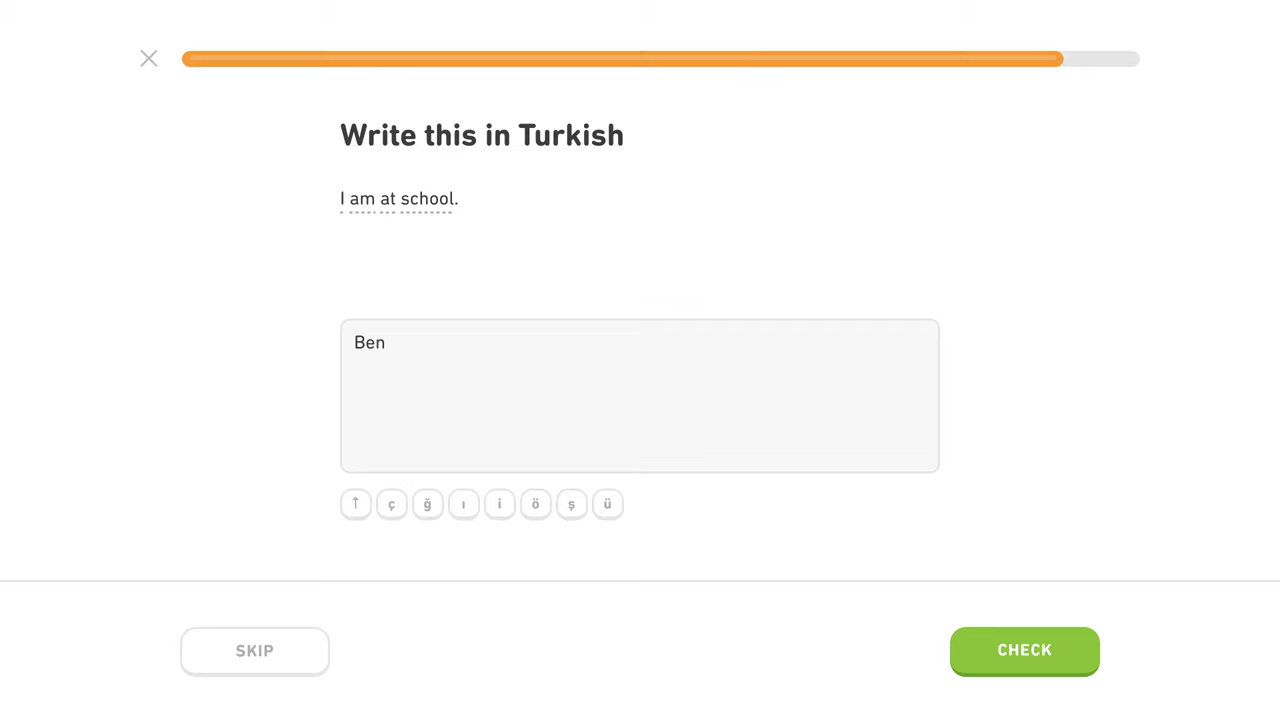 Write this in Turkish
I am at school.
Ben
↑ ç ğ ı i ö ş ü
SKIP
CHECK